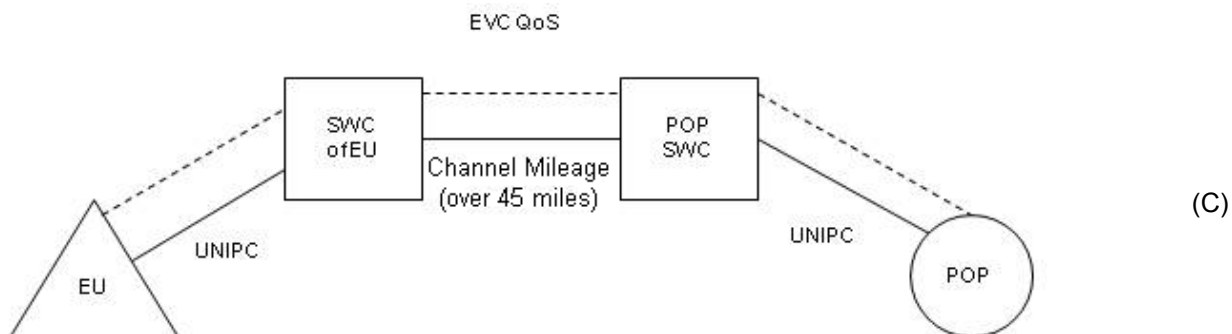 EVC QoS
SWC
ofEU
POP
SWC
Channel Mileage
(over 45 miles)
(C)
UNIPC
UNIPC
EU
POP